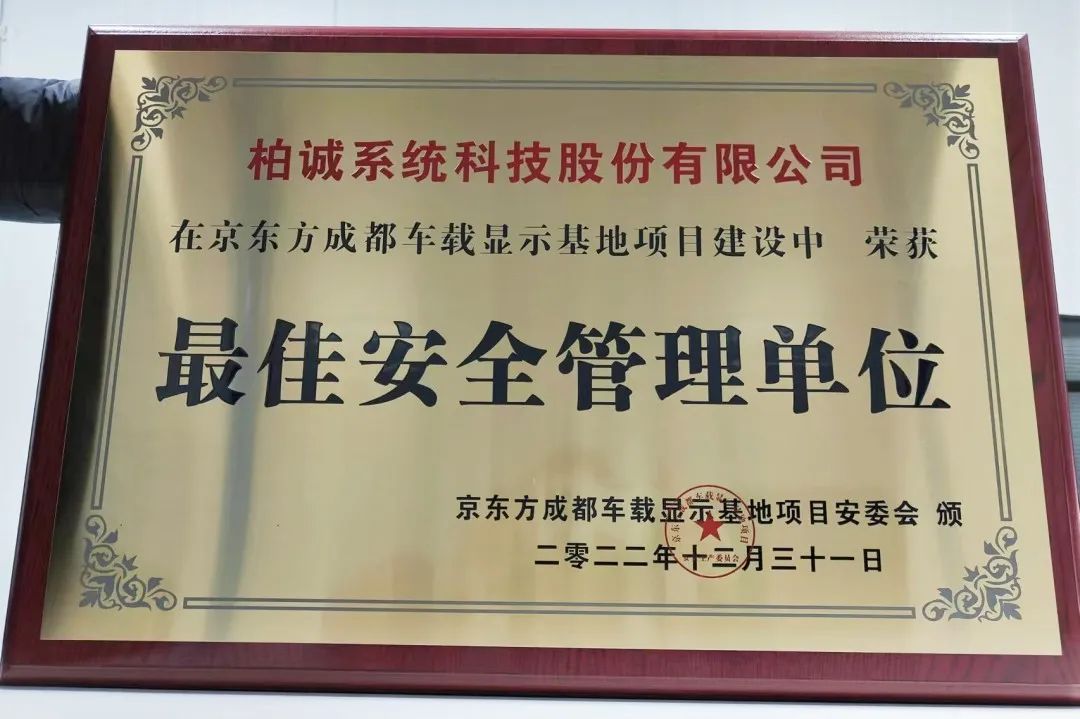 柏诚系统科技股份有限公司
在京东方成都车载显示基地项目建设中 荣获
最佳安全管理单位
京东方成都车载显示基地项目安委会 颁
二零二二年十二月三十一日